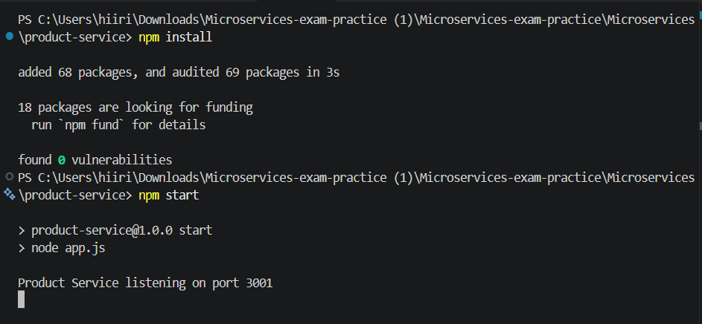 PS C:\Users\hiiri\Downloads\Microservices-exam-practice (1)\Microservices-exam-practice\Microservices
\product-service> npm install
added 68 packages, and audited 69 packages in 3s
18 packages are looking for funding
  run `npm fund` for details
found 0 vulnerabilities
PS C:\Users\hiiri\Downloads\Microservices-exam-practice (1)\Microservices-exam-practice\Microservices
\product-service> npm start
> product-service@1.0.0 start
> node app.js
Product Service listening on port 3001